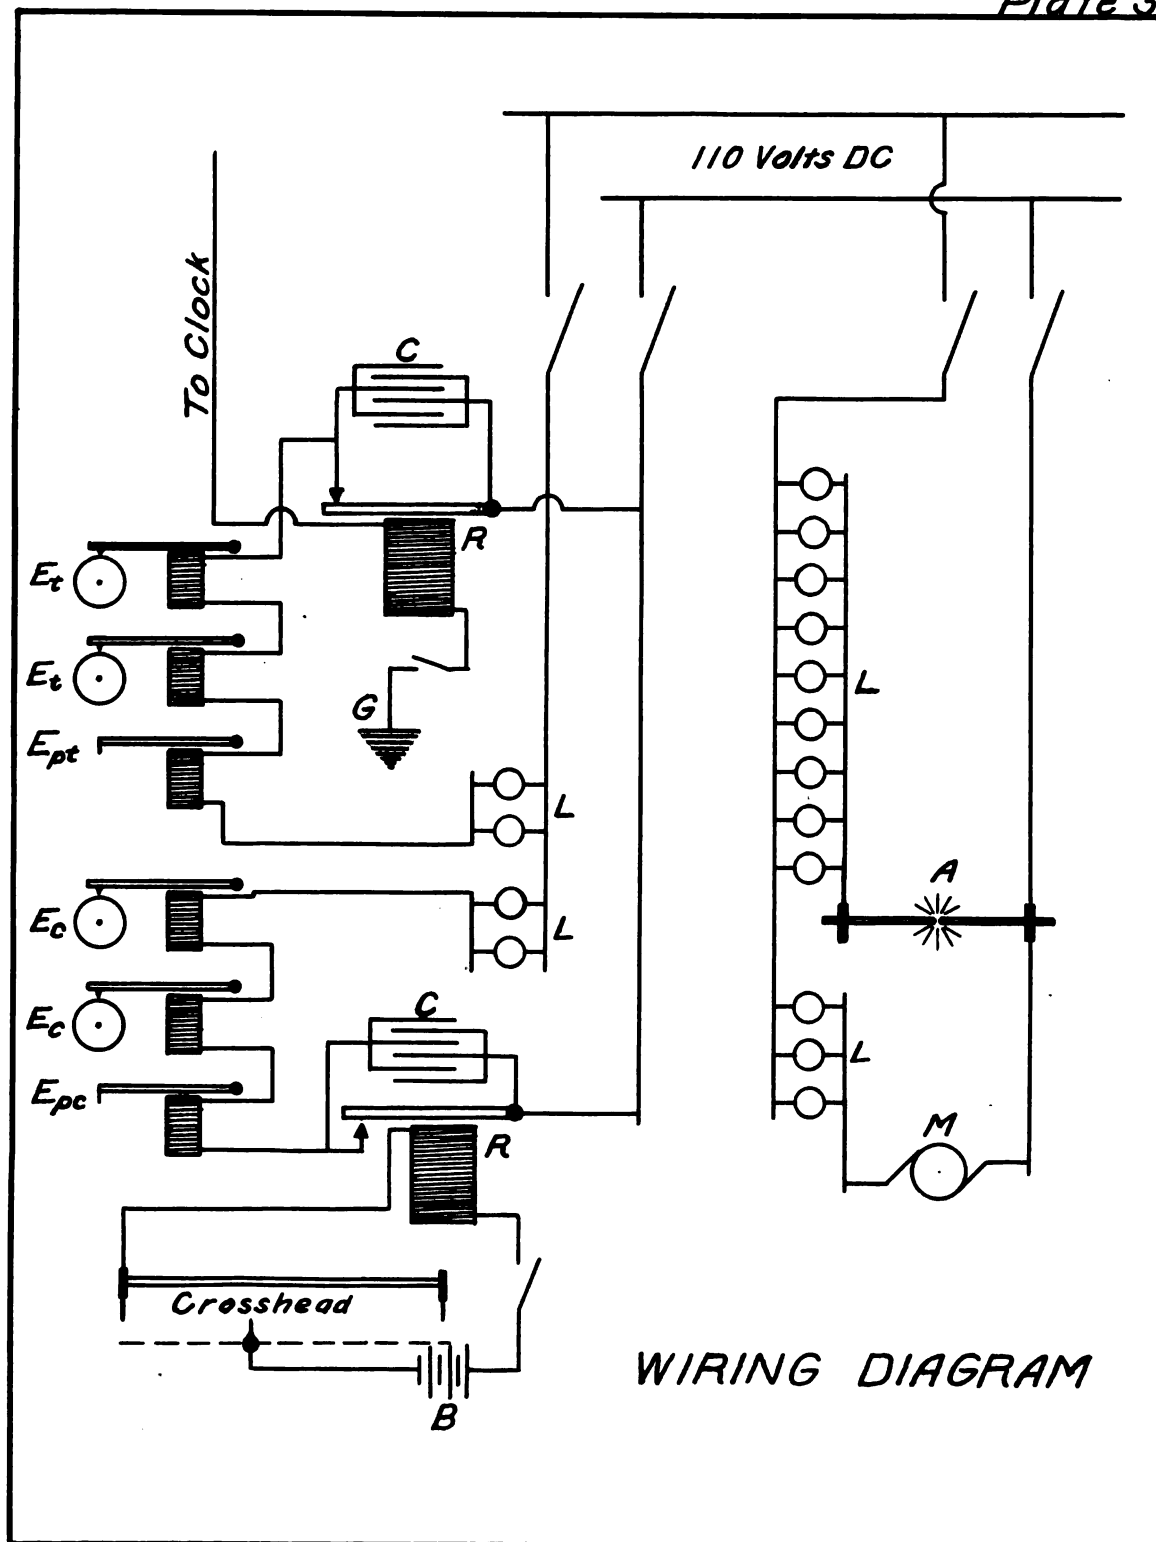 Plate 3
110 Volts DC
To Clock
C
R
Et
Et
G
Ept
L
L
L
A
Ec
Ec
C
L
Epc
R
M
Crosshead
B
WIRING DIAGRAM